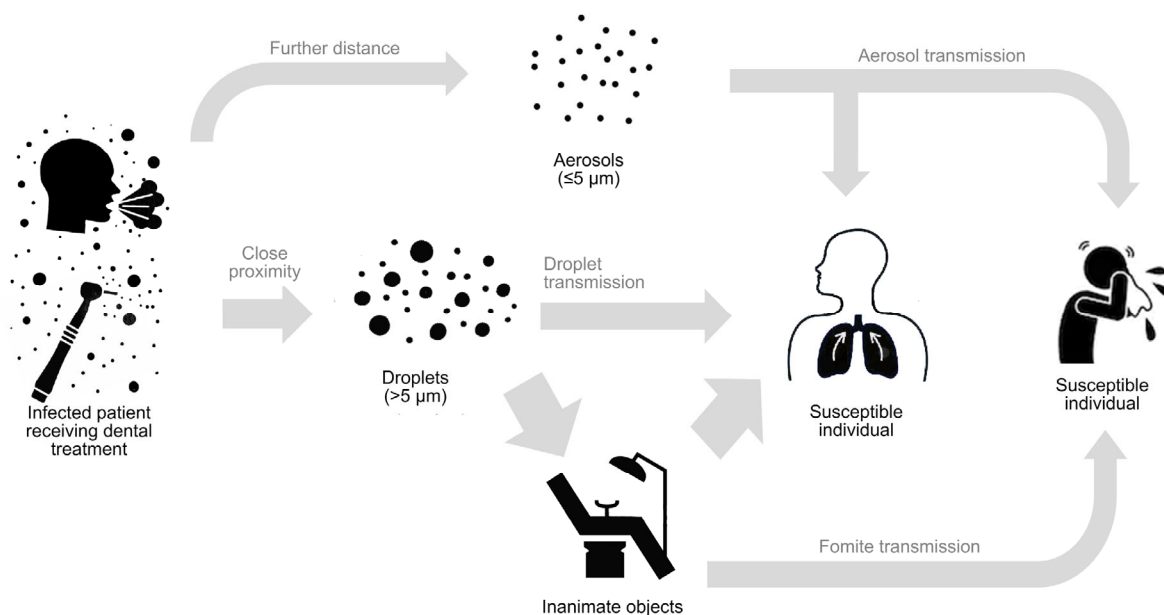 Further distance
Aerosol transmission
Aerosols
(≤5 μm)
Close
proximity
Droplet
transmission
Droplets
(>5 μm)
Infected patient
receiving dental
treatment
Susceptible
individual
Susceptible
individual
Fomite transmission
Inanimate objects